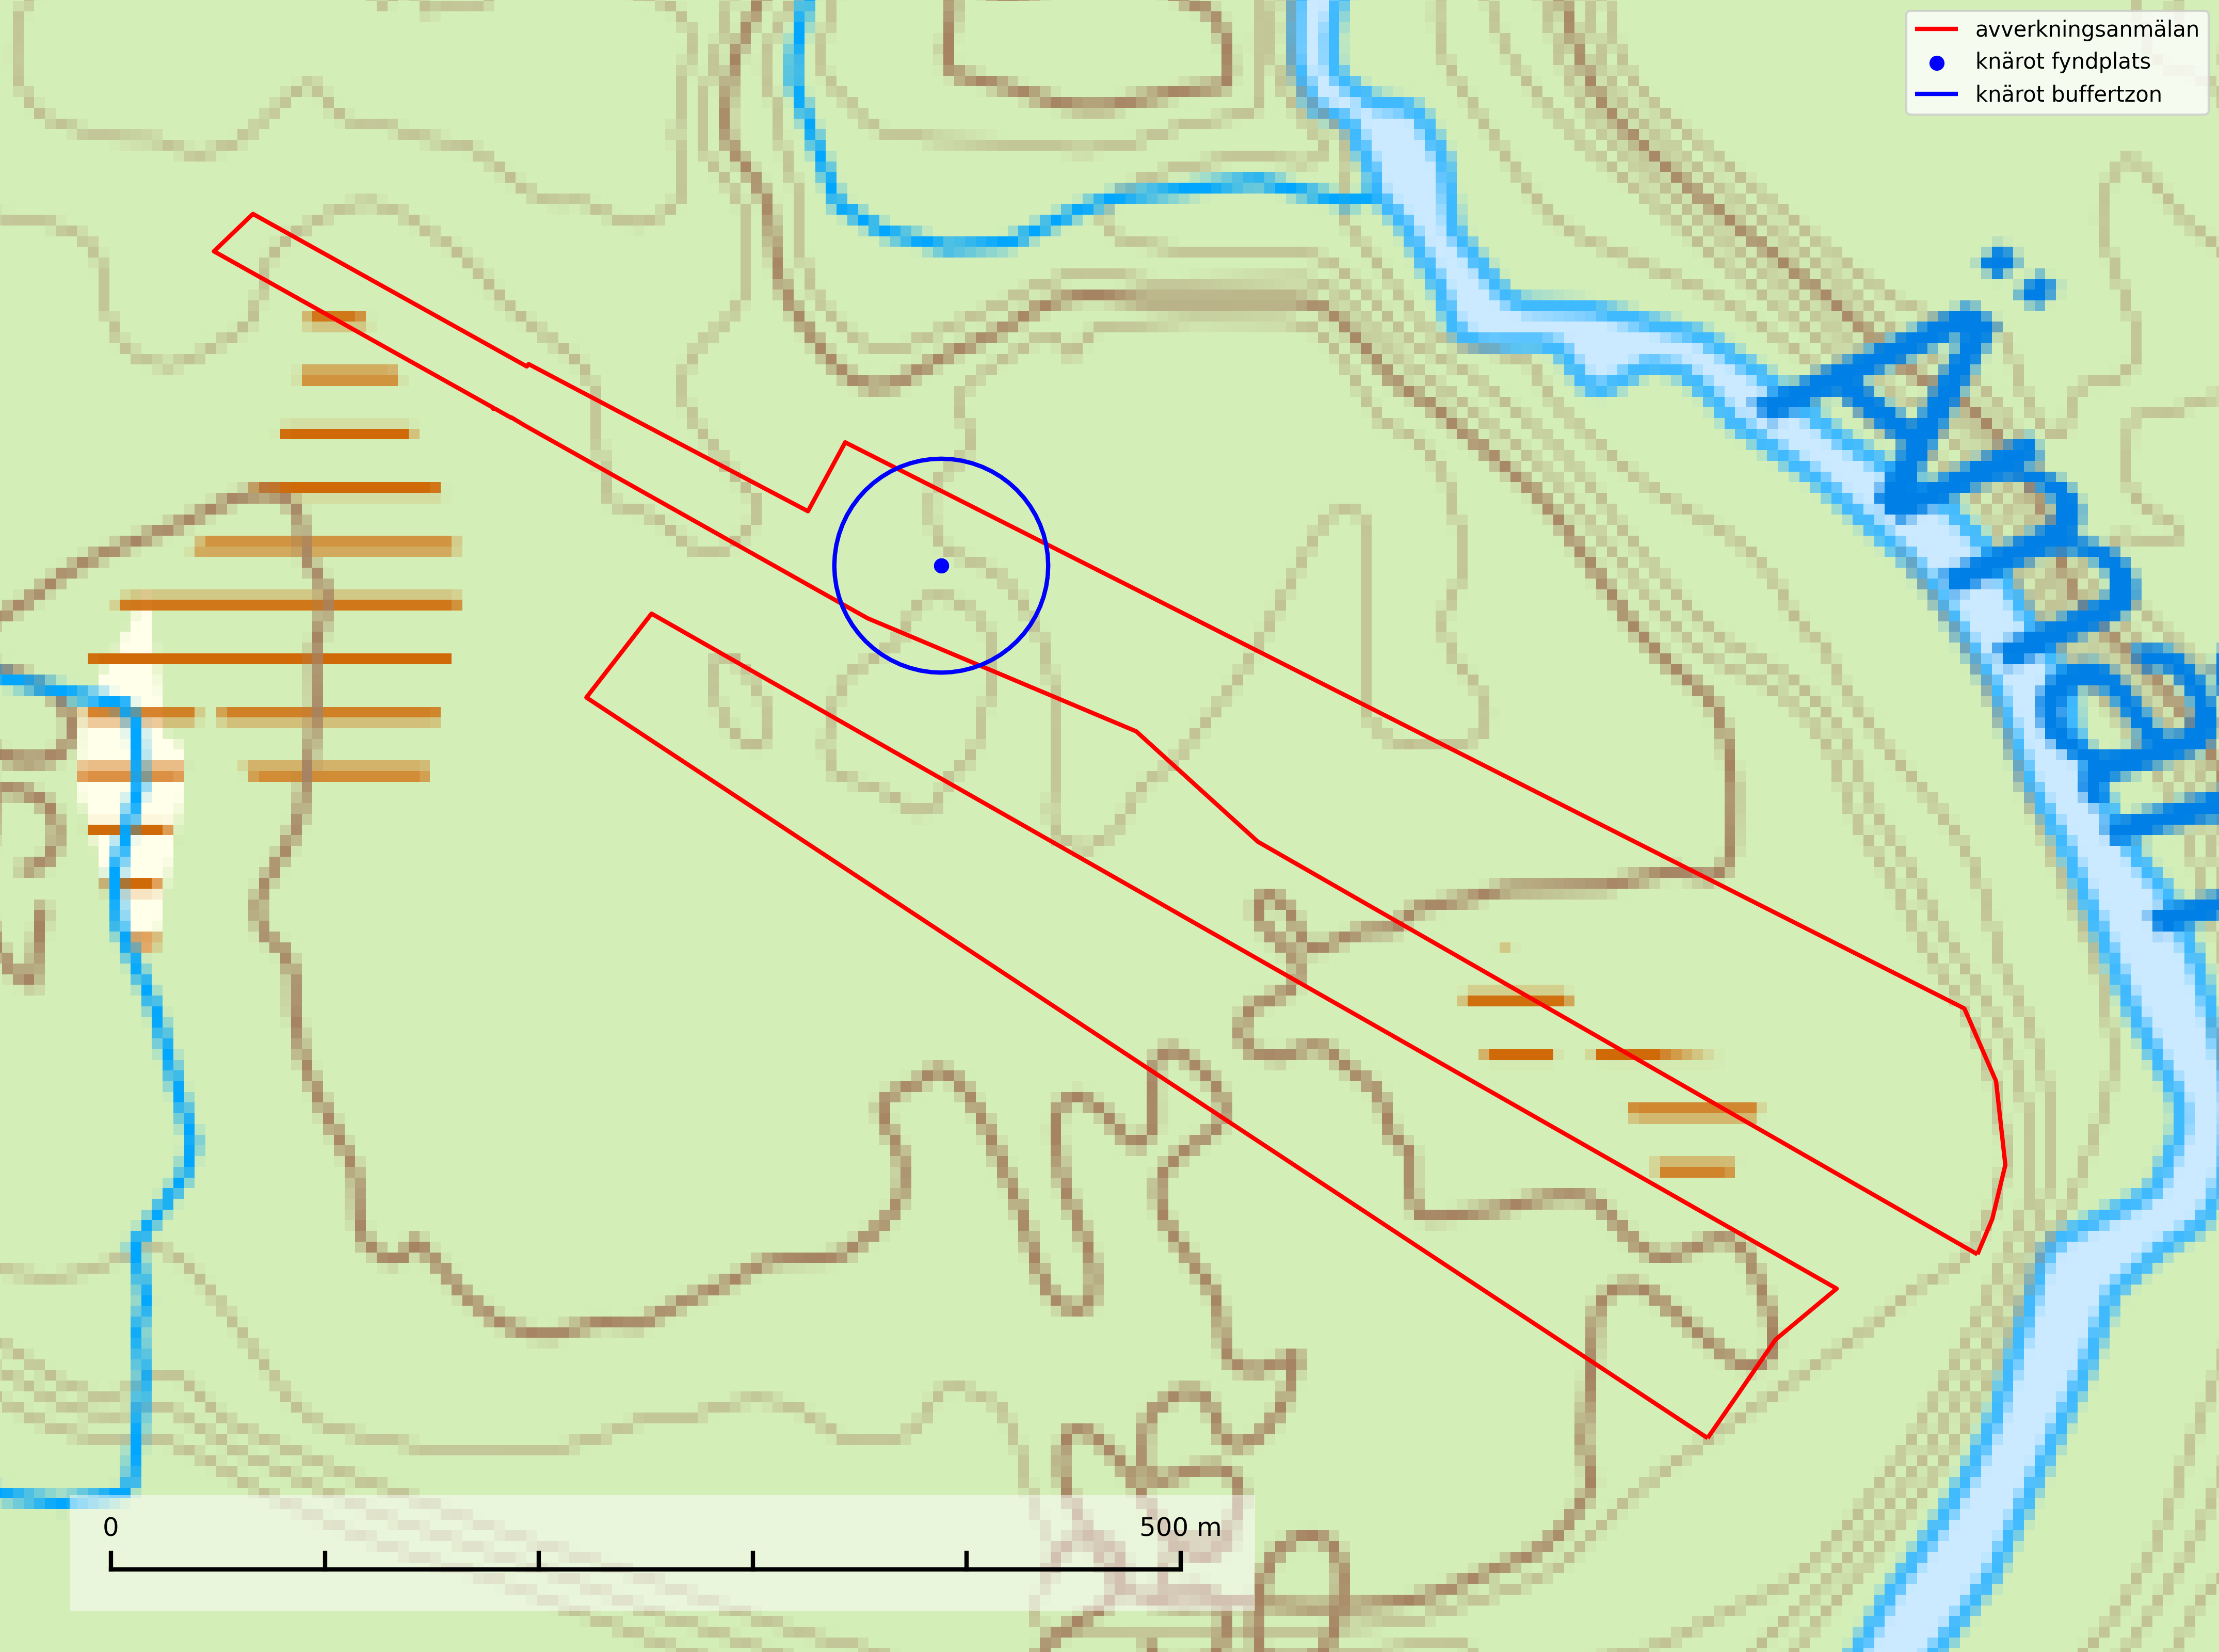 avverkningsanmälan
knärot fyndplats
knärot buffertzon
0 500 m